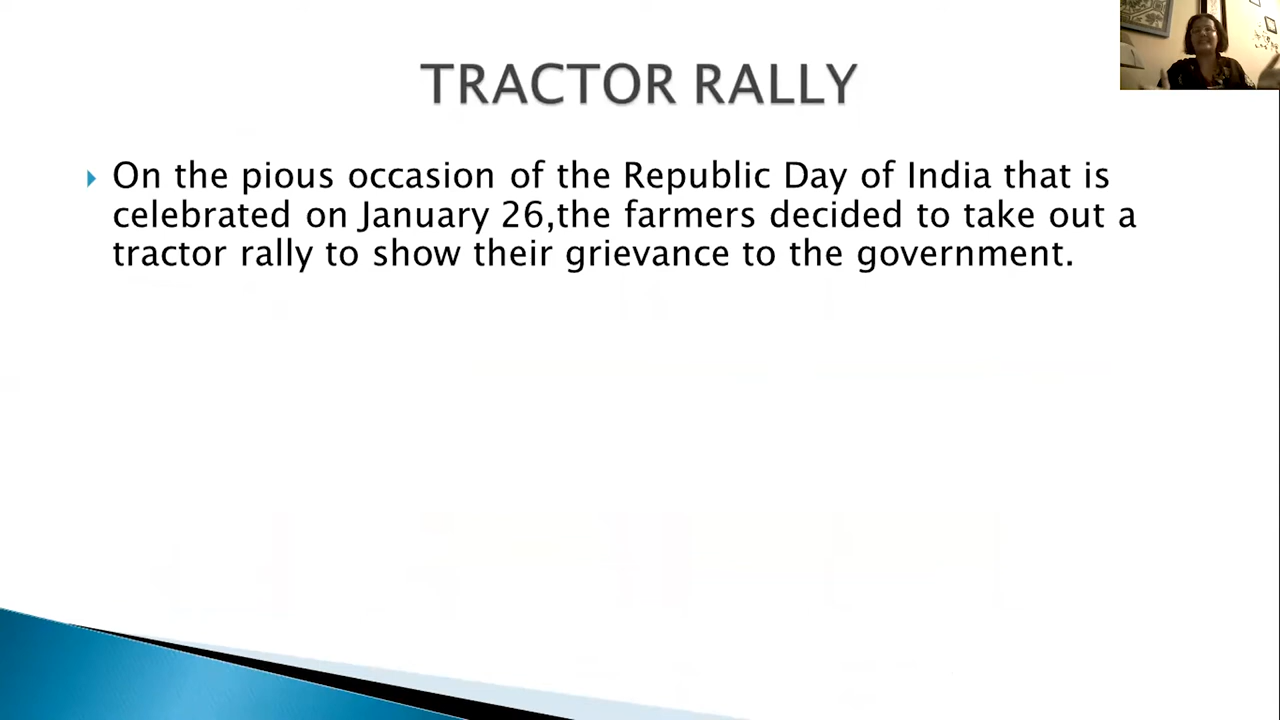 TRACTOR RALLY
On the pious occasion of the Republic Day of India that is
celebrated on January 26,the farmers decided to take out a
tractor rally to show their grievance to the government.